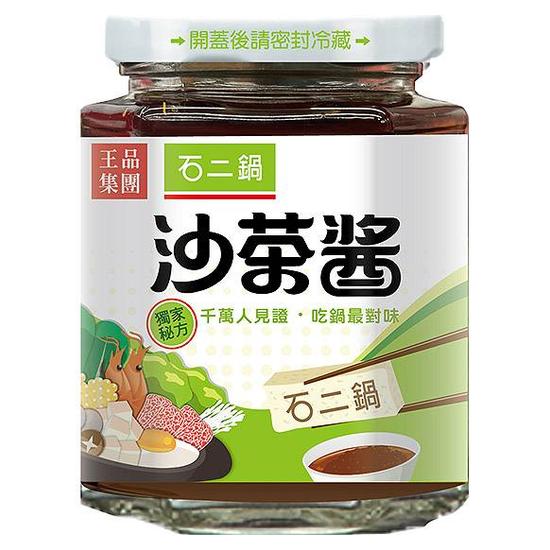 →開蓋後請密封冷藏←
王品
集團
石二鍋
沙茶醬
獨家
秘方
千萬人見證・吃鍋最對味
石二鍋